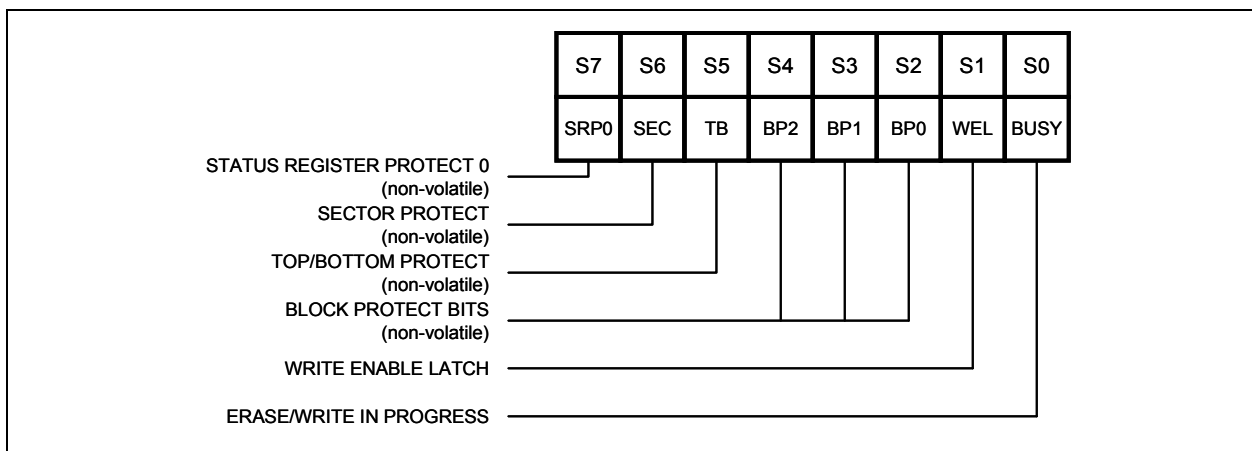 S7 S6 S5 S4 S3 S2 S1 S0
SRP0 SEC TB BP2 BP1 BP0 WEL BUSY
STATUS REGISTER PROTECT 0
(non-volatile)
SECTOR PROTECT
(non-volatile)
TOP/BOTTOM PROTECT
(non-volatile)
BLOCK PROTECT BITS
(non-volatile)
WRITE ENABLE LATCH
ERASE/WRITE IN PROGRESS